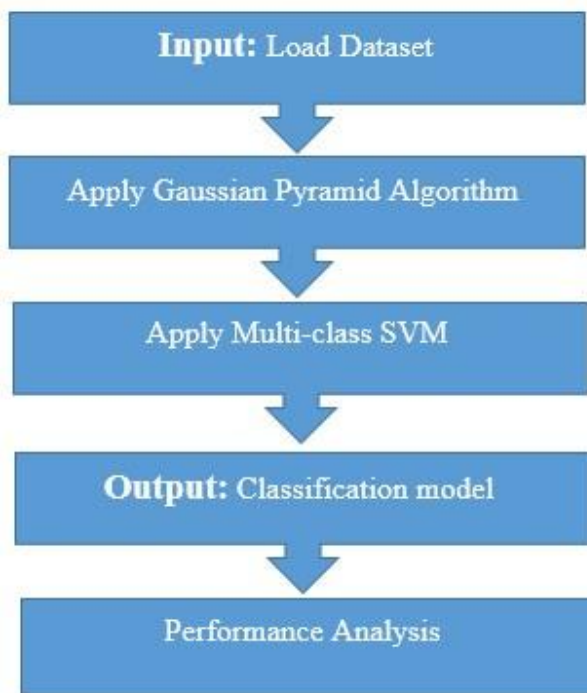 Input: Load Dataset
Apply Gaussian Pyramid Algorithm
Apply Multi-class SVM
Output: Classification model
Performance Analysis